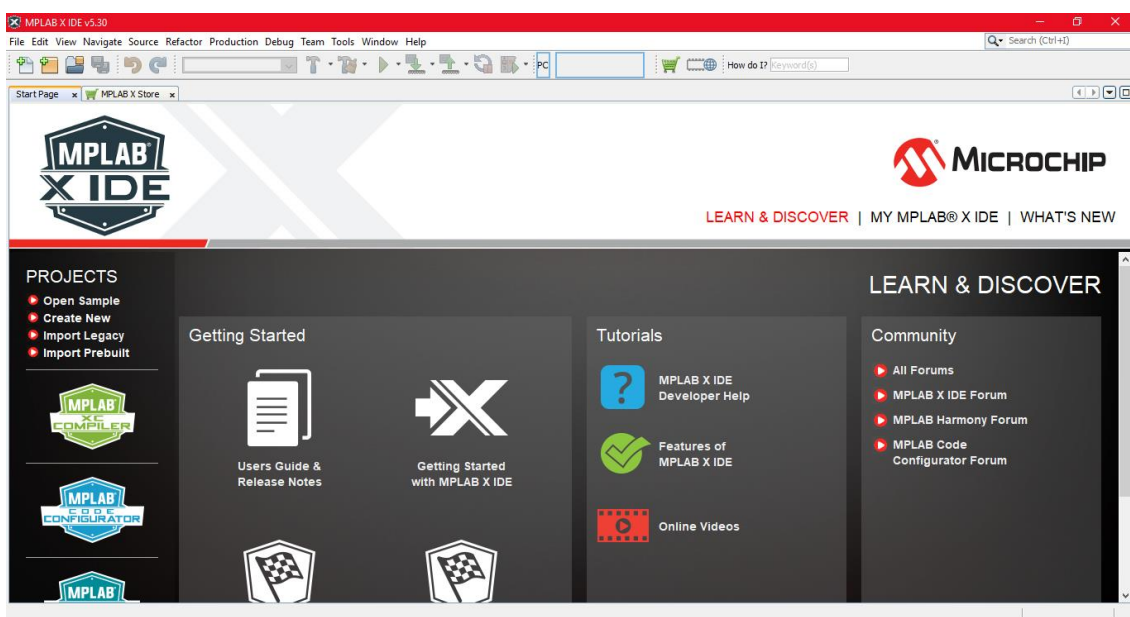 MPLAB X IDE v5.30
File Edit View Navigate Source Refactor Production Debug Team Tools Window Help
Search (Ctrl+I)
PC
How do I? Keyword(s)
Start Page
MPLAB X Store
MPLAB®
X IDE
MICROCHIP
LEARN & DISCOVER | MY MPLAB® X IDE | WHAT'S NEW
PROJECTS
Open Sample
Create New
Import Legacy
Import Prebuilt
MPLAB
XC
COMPILER
MPLAB
CODE
CONFIGURATOR
MPLAB
LEARN & DISCOVER
Getting Started
Users Guide &
Release Notes
Getting Started
with MPLAB X IDE
Tutorials
MPLAB X IDE
Developer Help
Features of
MPLAB X IDE
Online Videos
Community
All Forums
MPLAB X IDE Forum
MPLAB Harmony Forum
MPLAB Code
Configurator Forum